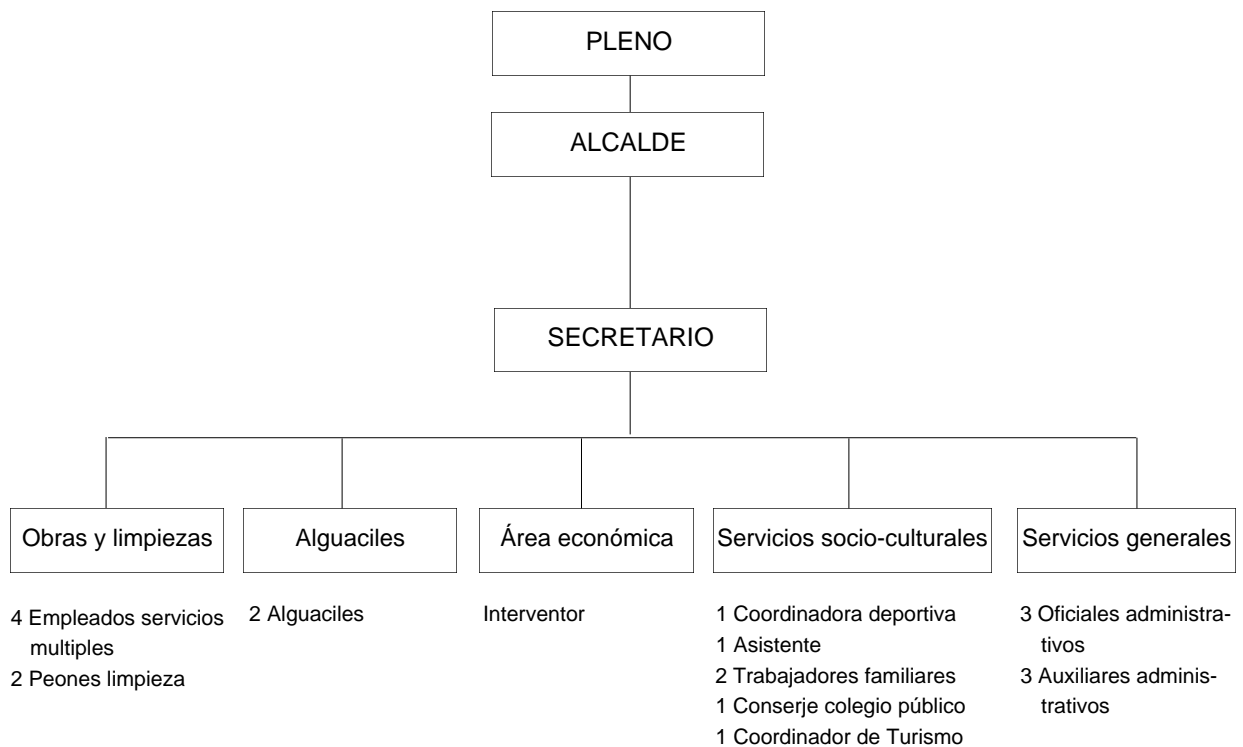 PLENO
ALCALDE
SECRETARIO
Obras y limpiezas
Alguaciles
Área económica
Servicios socio-culturales
Servicios generales
4 Empleados servicios
multiples
2 Peones limpieza
2 Alguaciles
Interventor
1 Coordinadora deportiva
1 Asistente
2 Trabajadores familiares
1 Conserje colegio público
1 Coordinador de Turismo
3 Oficiales administra-
tivos
3 Auxiliares adminis-
trativos